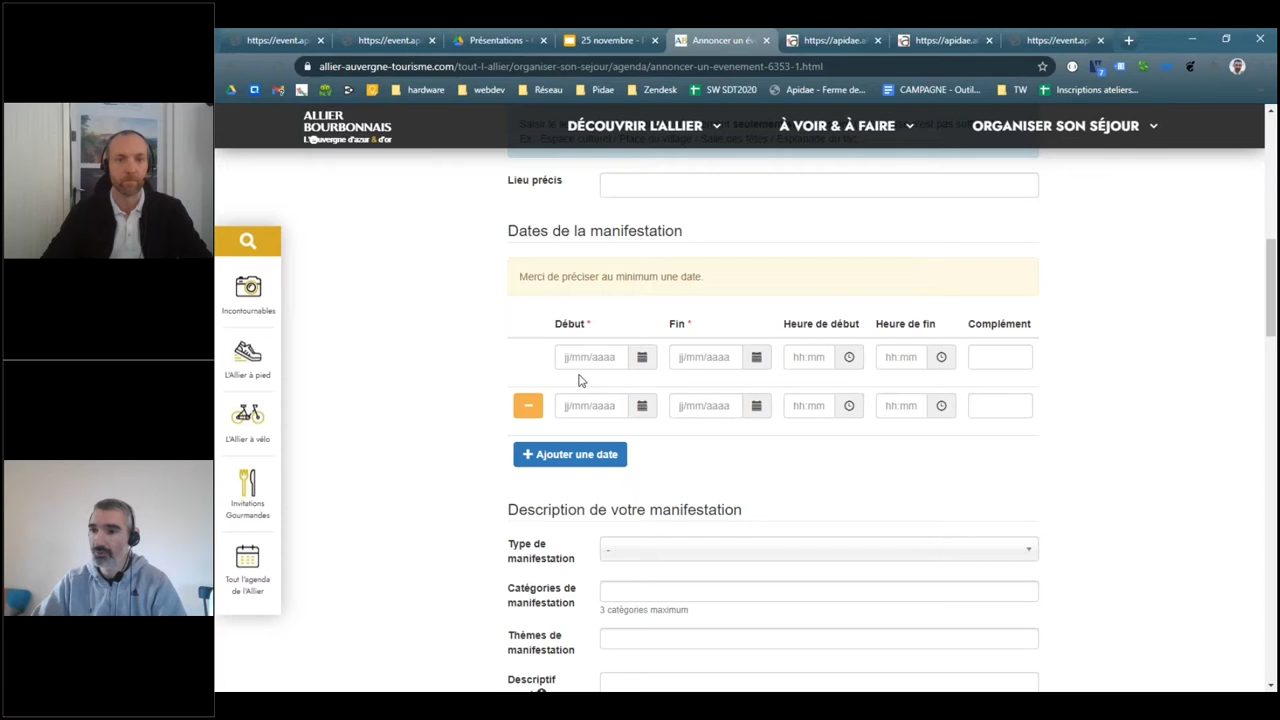 https://event.ap
https://event.ap
Présentations -
25 novembre -
Annoncer un év
https://apidae.
https://apidae.
https://event.ap
allier-auvergne-tourisme.com/tout-l-allier/organiser-son-sejour/agenda/annoncer-un-evenement-6353-1.html
hardware
webdev
Réseau
Pidae
Zendesk
SW SDT2020
Apidae - Ferme de...
CAMPAGNE - Outil...
TW
Inscriptions ateliers...
ALLIER
BOURBONNAIS
L'Auvergne d'azur & d'or
DÉCOUVRIR L'ALLIER
À VOIR & À FAIRE
ORGANISER SON SÉJOUR
Lieu précis
Dates de la manifestation
Merci de préciser au minimum une date.
Début * Fin * Heure de début Heure de fin Complément
jj/mm/aaaa jj/mm/aaaa hh:mm hh:mm
jj/mm/aaaa jj/mm/aaaa hh:mm hh:mm
Ajouter une date
Description de votre manifestation
Type de
manifestation
-
Catégories de
manifestation
3 catégories maximum
Thèmes de
manifestation
Descriptif
Incontournables
L'Allier à pied
L'Allier à vélo
Invitations
Gourmandes
Tout l'agenda
de l'Allier